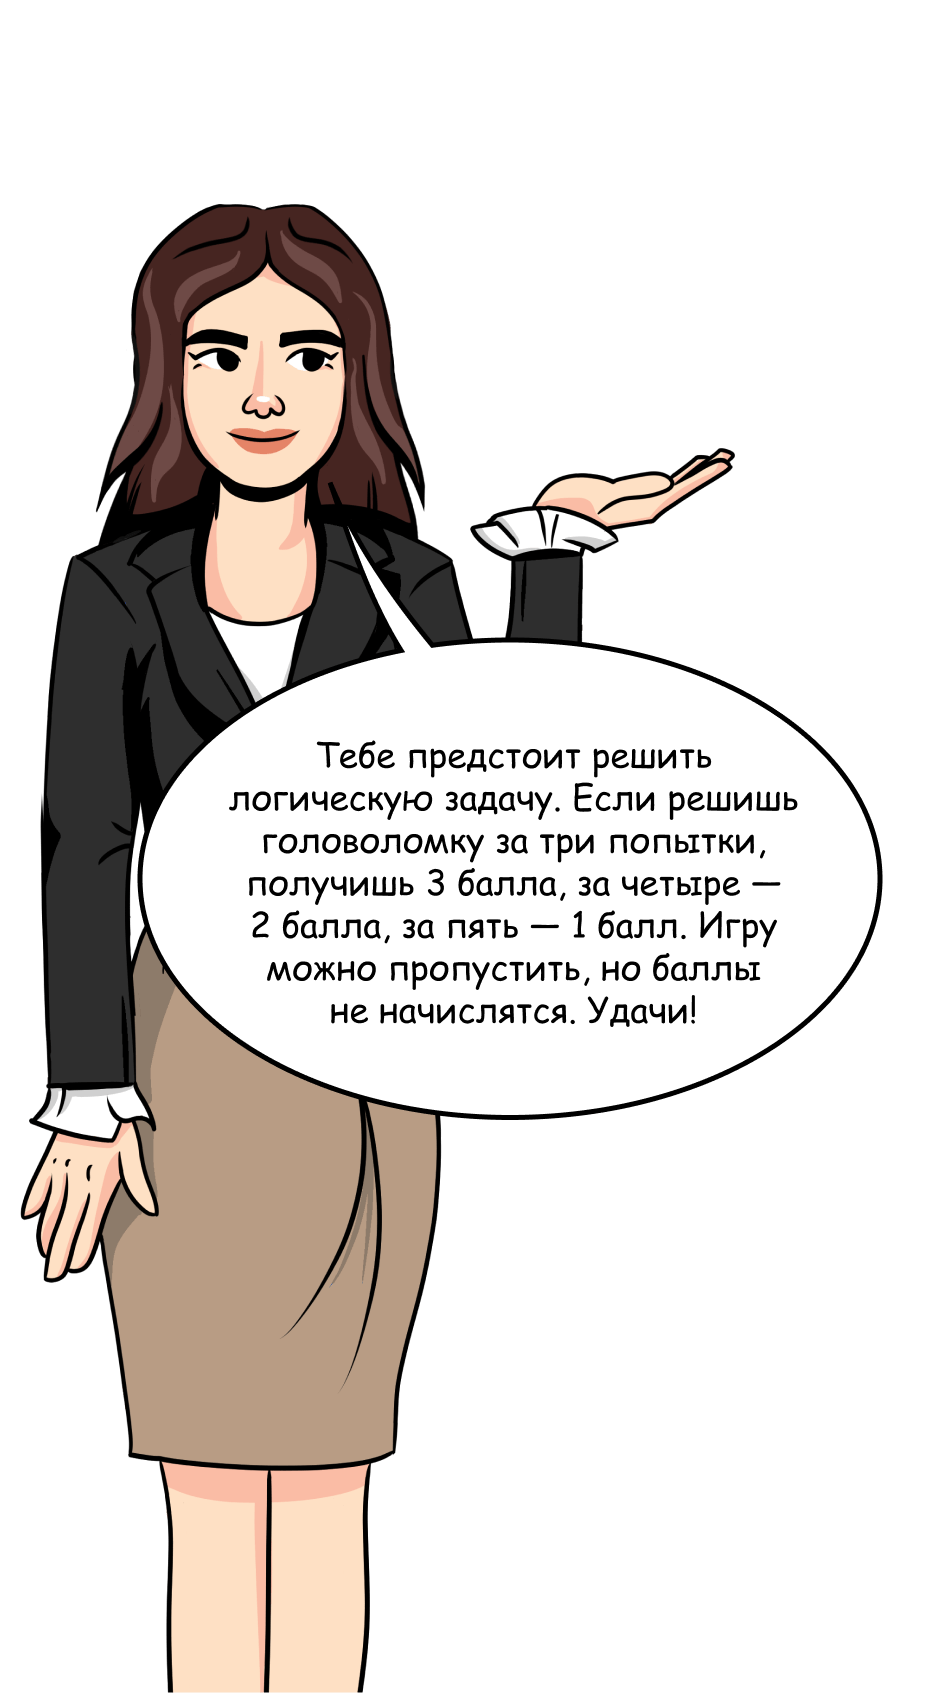 Тебе предстоит решить
логическую задачу. Если решишь
головоломку за три попытки,
получишь 3 балла, за четыре —
2 балла, за пять — 1 балл. Игру
можно пропустить, но баллы
не начислятся. Удачи!